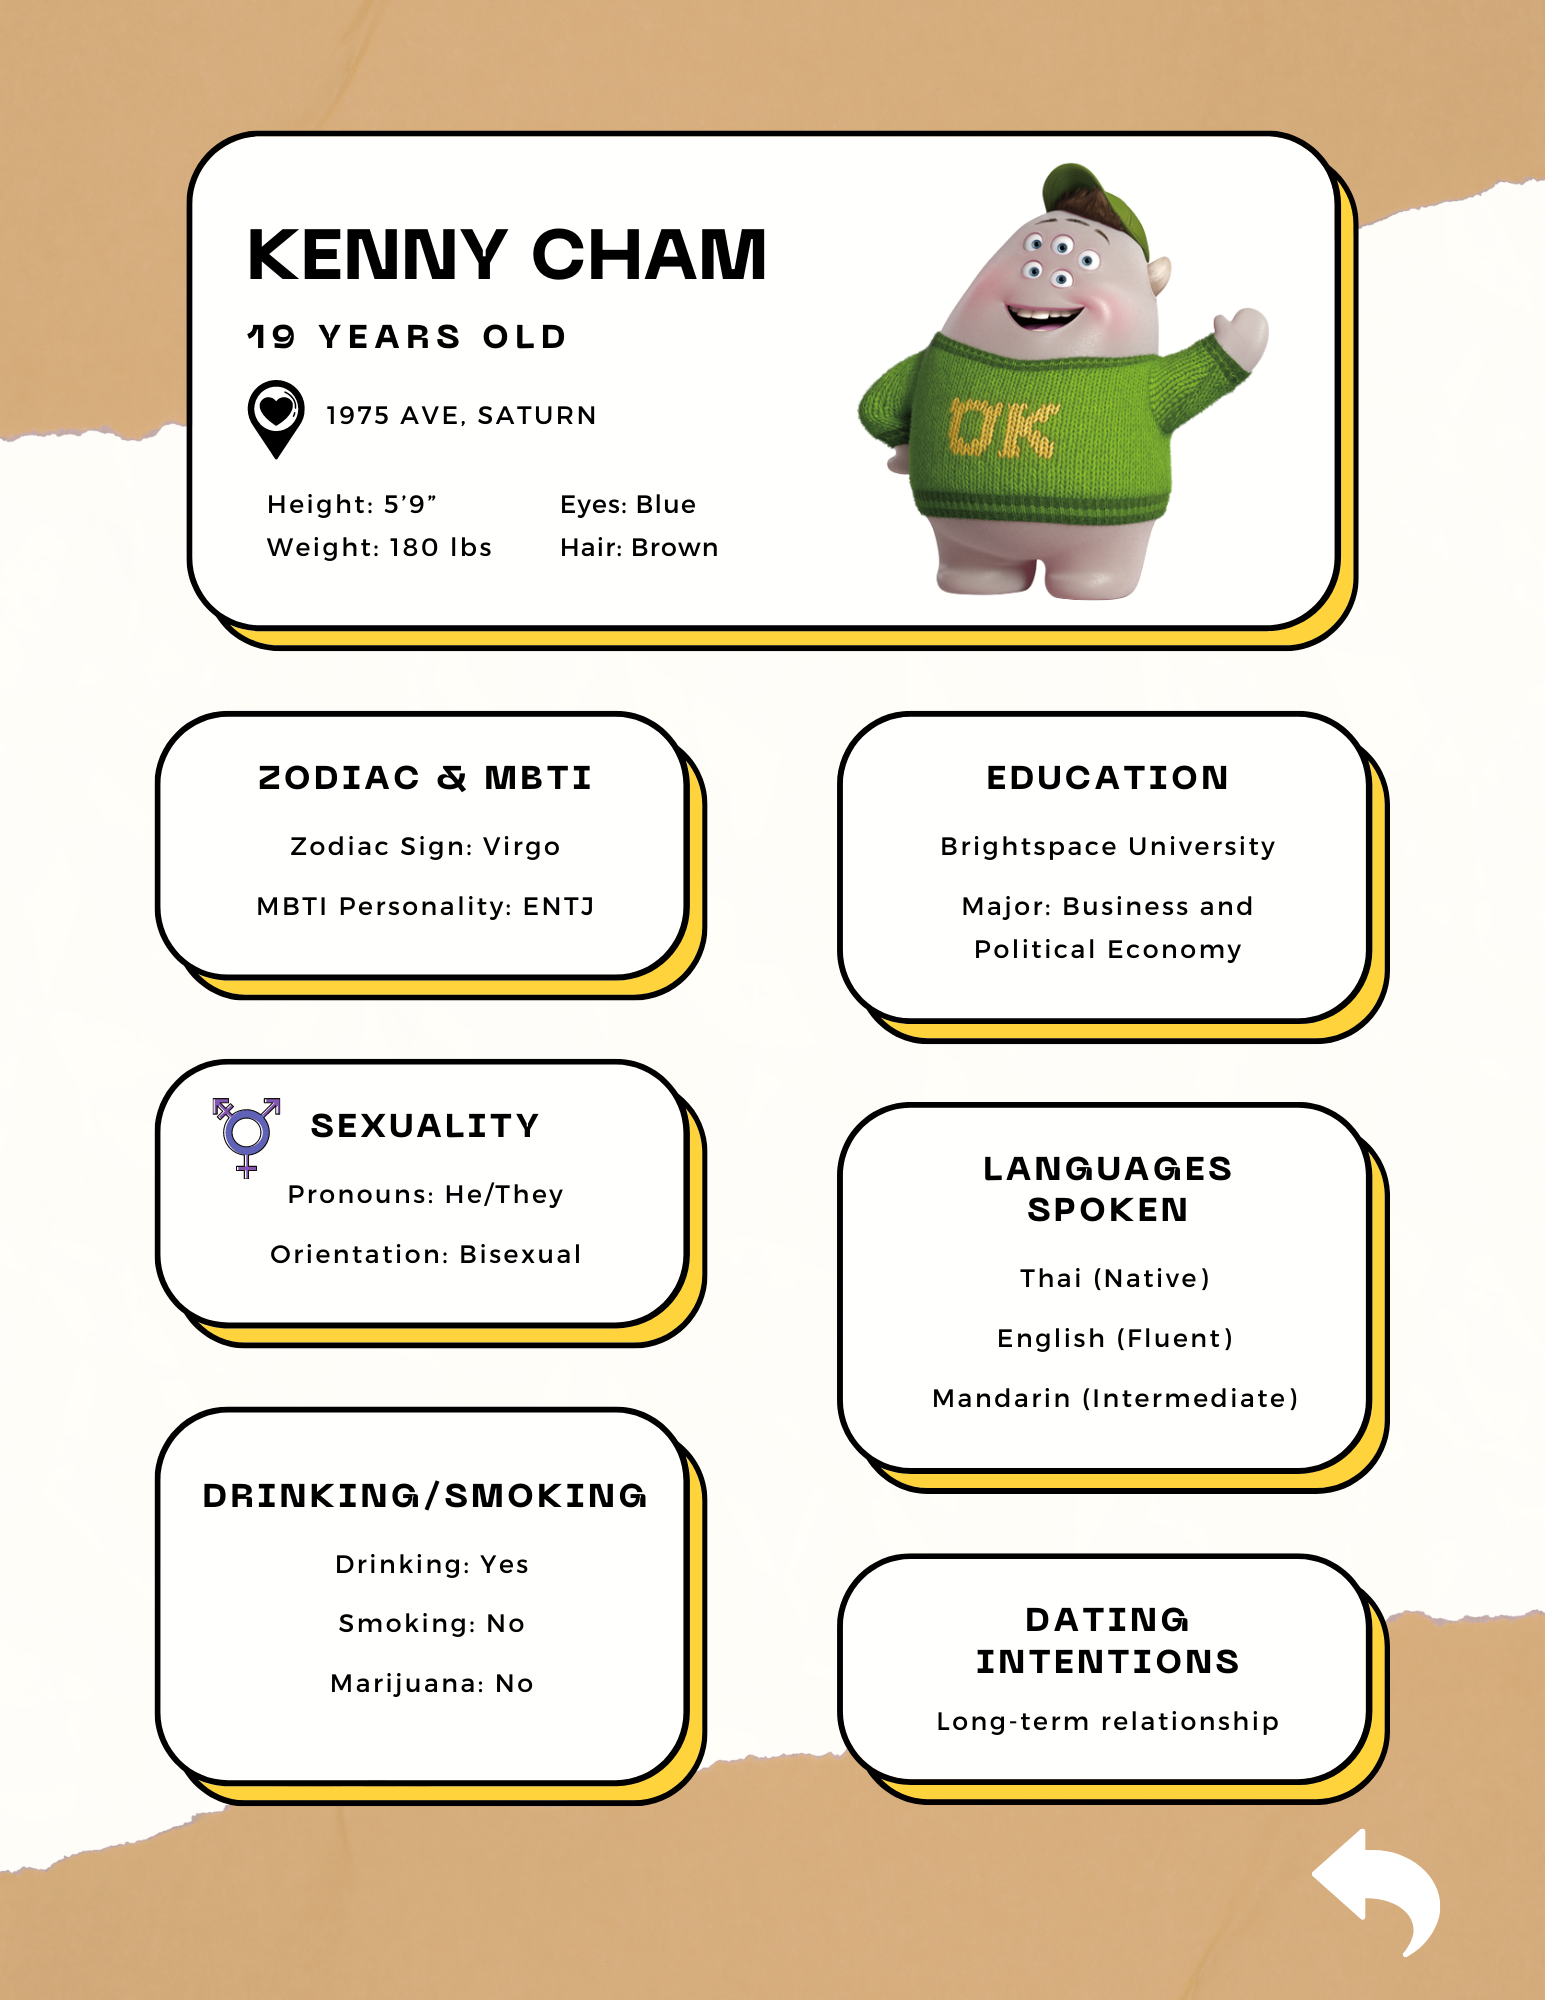 KENNY CHAM
19 YEARS OLD
1975 AVE, SATURN
Height: 5’9”
Weight: 180 lbs
Eyes: Blue
Hair: Brown
OK
ZODIAC & MBTI
Zodiac Sign: Virgo
MBTI Personality: ENTJ
EDUCATION
Brightspace University
Major: Business and
Political Economy
SEXUALITY
Pronouns: He/They
Orientation: Bisexual
LANGUAGES
SPOKEN
Thai (Native)
English (Fluent)
Mandarin (Intermediate)
DRINKING/SMOKING
Drinking: Yes
Smoking: No
Marijuana: No
DATING
INTENTIONS
Long-term relationship